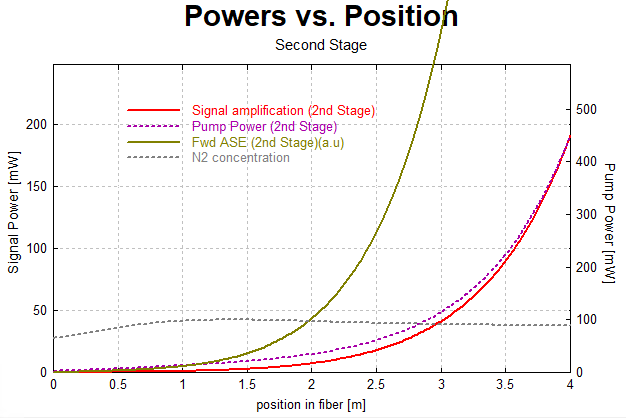 Powers vs. Position
Second Stage
Signal amplification (2nd Stage)
Pump Power (2nd Stage)
Fwd ASE (2nd Stage)(a.u)
N2 concentration
Signal Power [mW]
200
150
100
50
0
Pump Power [mW]
500
400
300
200
100
0
0 0.5 1 1.5 2 2.5 3 3.5 4
position in fiber [m]